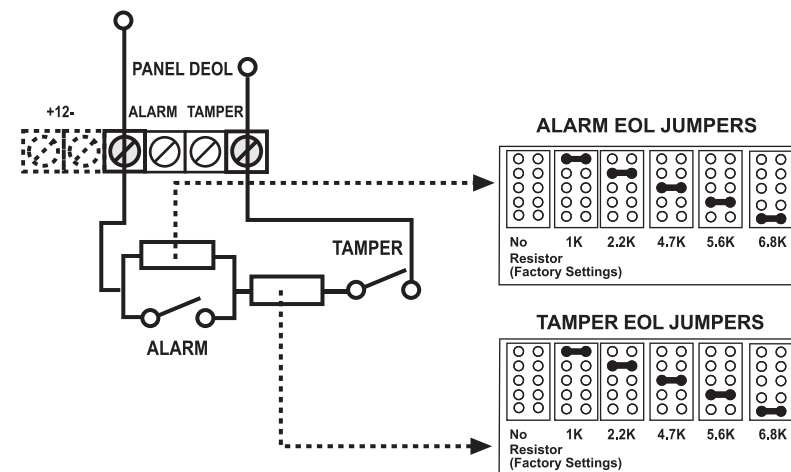 PANEL DEOL
+12-
ALARM TAMPER
ALARM EOL JUMPERS
No 1K 2.2K 4.7K 5.6K 6.8K
Resistor
(Factory Settings)
TAMPER
ALARM
TAMPER EOL JUMPERS
No 1K 2.2K 4.7K 5.6K 6.8K
Resistor
(Factory Settings)